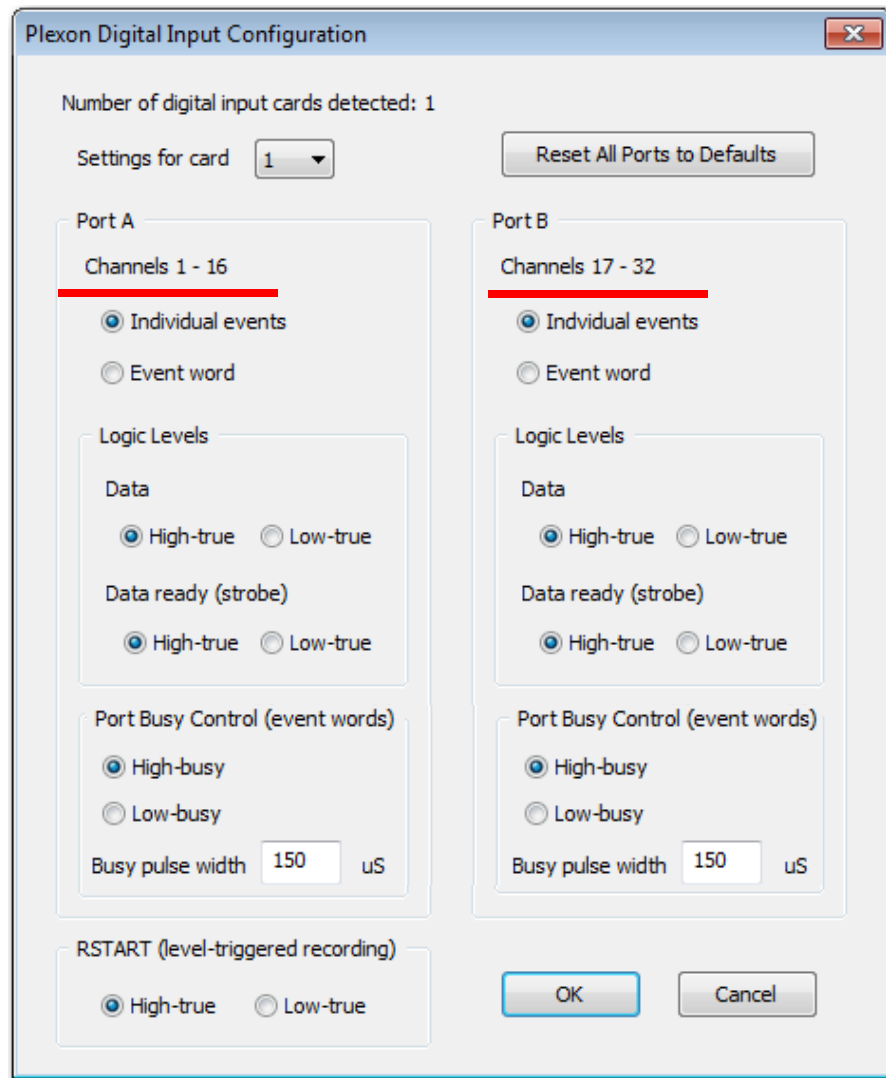 Plexon Digital Input Configuration
Number of digital input cards detected: 1
Settings for card 1
Reset All Ports to Defaults
Port A
Channels 1 - 16
Individual events
Event word
Logic Levels
Data
High-true Low-true
Data ready (strobe)
High-true Low-true
Port Busy Control (event words)
High-busy
Low-busy
Busy pulse width 150 uS
Port B
Channels 17 - 32
Indvidual events
Event word
Logic Levels
Data
High-true Low-true
Data ready (strobe)
High-true Low-true
Port Busy Control (event words)
High-busy
Low-busy
Busy pulse width 150 uS
RSTART (level-triggered recording)
High-true Low-true
OK
Cancel